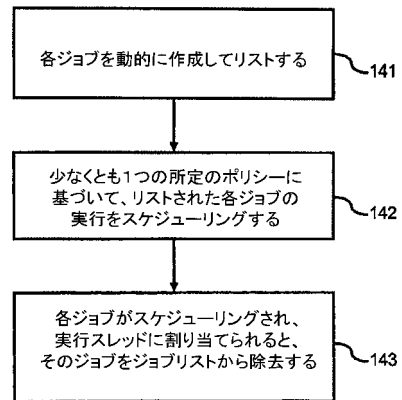 各ジョブを動的に作成してリストする
141
少なくとも1つの所定のポリシーに
基づいて、リストされた各ジョブの
実行をスケジューリングする
142
各ジョブがスケジューリングされ、
実行スレッドに割り当てられると、
そのジョブをジョブリストから除去する
143